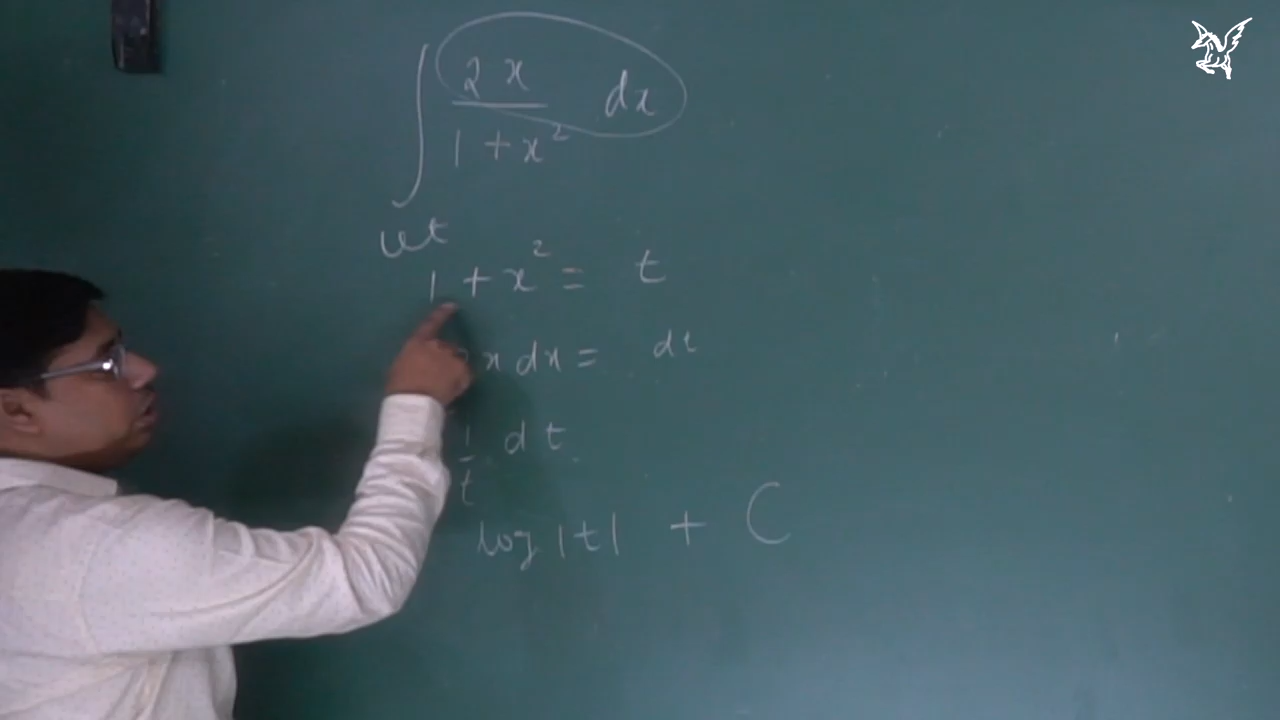 ∫ 2x/(1+x²) dx
let
1 + x² = t
x dx = dt
1/t dt
log |t| + C